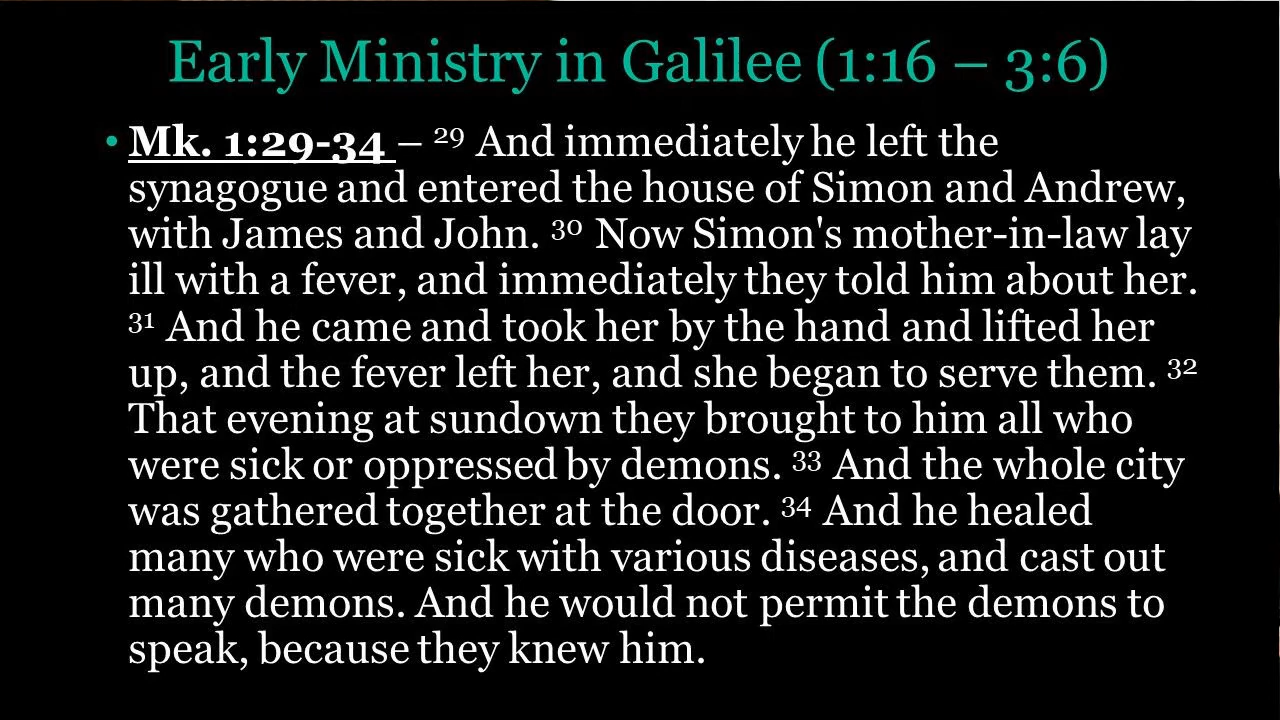 Early Ministry in Galilee (1:16 – 3:6)
• Mk. 1:29-34 – 29 And immediately he left the
synagogue and entered the house of Simon and Andrew,
with James and John. 30 Now Simon's mother-in-law lay
ill with a fever, and immediately they told him about her.
31 And he came and took her by the hand and lifted her
up, and the fever left her, and she began to serve them. 32
That evening at sundown they brought to him all who
were sick or oppressed by demons. 33 And the whole city
was gathered together at the door. 34 And he healed
many who were sick with various diseases, and cast out
many demons. And he would not permit the demons to
speak, because they knew him.